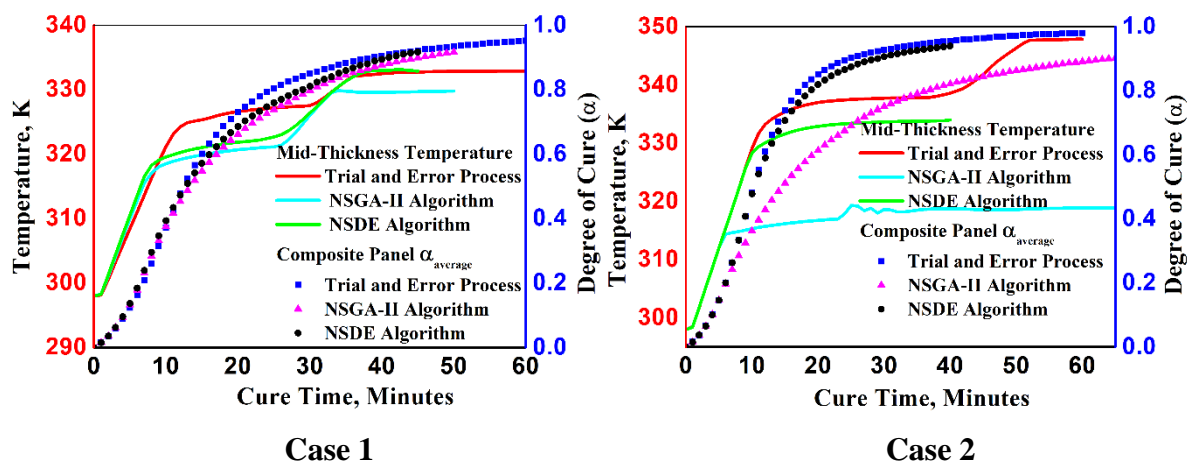 340
330
320
310
300
290
Temperature, K
1.0
0.8
0.6
0.4
0.2
0.0
Degree of Cure (α)
Mid-Thickness Temperature
Trial and Error Process
NSGA-II Algorithm
NSDE Algorithm
Composite Panel α average
Trial and Error Process
NSGA-II Algorithm
NSDE Algorithm
0 10 20 30 40 50 60
Cure Time, Minutes
Case 1
350
340
330
320
310
300
Temperature, K
1.0
0.8
0.6
0.4
0.2
0.0
Degree of Cure (α)
Mid-Thickness Temperature
Trial and Error Process
NSGA-II Algorithm
NSDE Algorithm
Composite Panel α average
Trial and Error Process
NSGA-II Algorithm
NSDE Algorithm
0 10 20 30 40 50 60
Cure Time, Minutes
Case 2